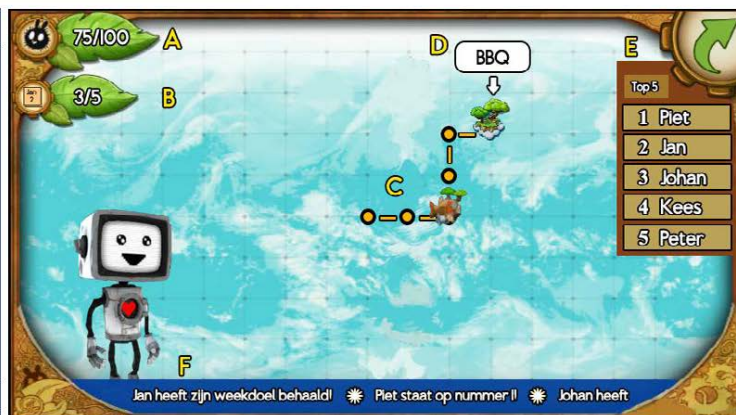 75/100
A
3/5
B
D
BBQ
E
Top 5
1 Piet
2 Jan
3 Johan
4 Kees
5 Peter
C
F
Jan heeft zijn weekdoel behaald! Piet staat op nummer 1! Johan heeft